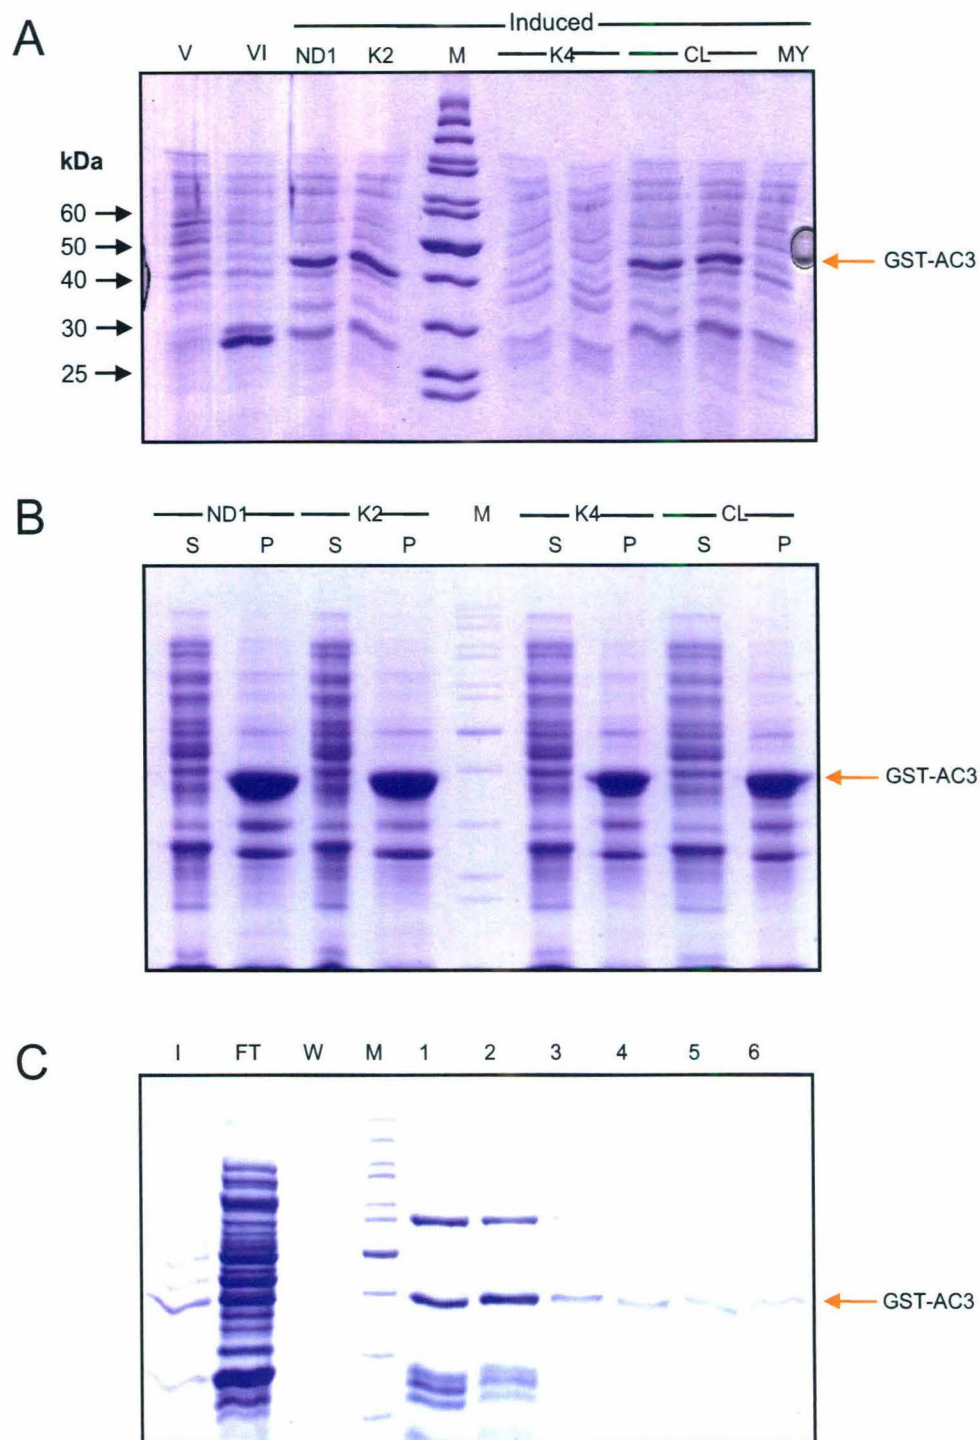 A
Induced
V VI ND1 K2 M K4 CL MY
kDa
60
50
40
30
25
GST-AC3
B
ND1 K2 M K4 CL
S P S P S P S P
GST-AC3
C
I FT W M 1 2 3 4 5 6
GST-AC3